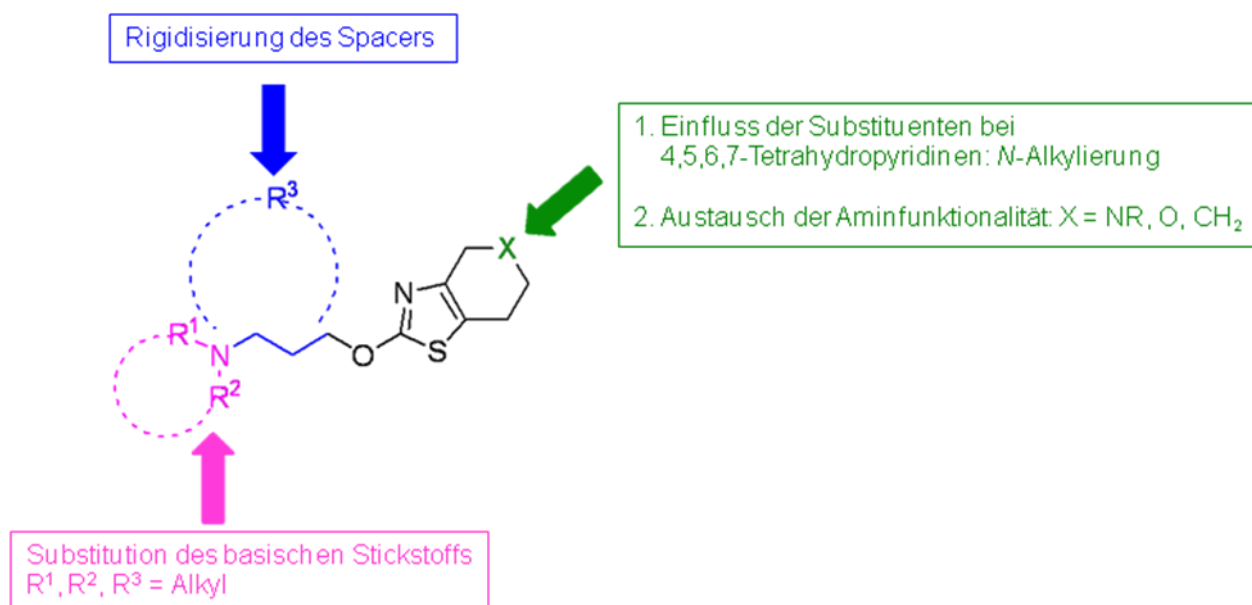 Rigidisierung des Spacers
1. Einfluss der Substituenten bei
4,5,6,7-Tetrahydropyridinen: N-Alkylierung
2. Austausch der Aminfunktionalität: X = NR, O, CH₂
R³
X
N
R¹
N
S
O
R²
Substitution des basischen Stickstoffs
R¹, R², R³ = Alkyl